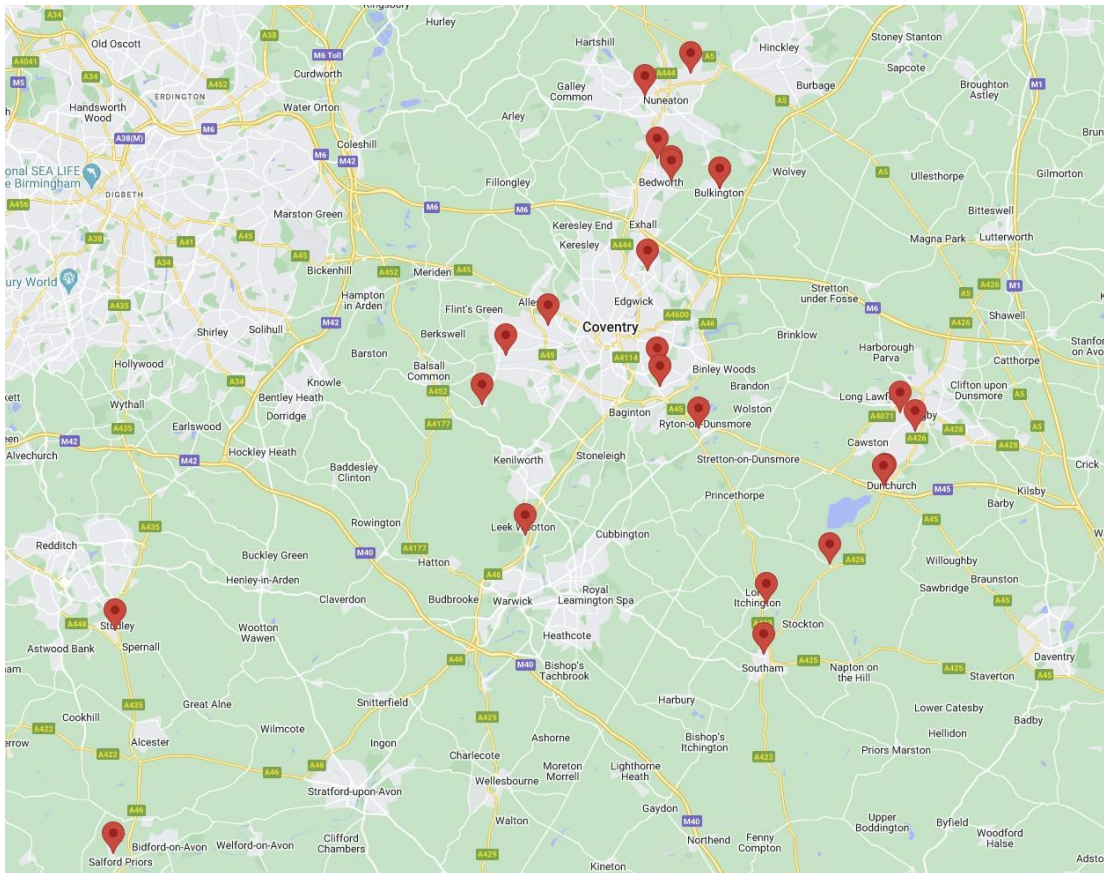 A34
A38
Kingsbury
Hurley
Stoney Stanton
Old Oscott
M6 Toll
Hartshill
A5
Hinckley
A4041
A34
A452
Curdworth
A444
Sapcote
M5
ERDINGTON
Galley
Common
Nuneaton
Burbage
Broughton
Astley
M1
Handsworth
Wood
Water Orton
A5
A38(M)
M6
Arley
Coleshill
M6
M42
onal SEA LIFE
e Birmingham
Fillongley
Bedworth
Wolvey
A5
Ullesthorpe
Gilmorton
DIGBETH
Bulkington
A456
Marston Green
M6
M6
Bitteswell
A38
A45
Keresley End
Exhall
Lutterworth
A41
Keresley
A444
Magna Park
A34
A45
Bickenhill
A452
Meriden
A45
ury World
Stretton
under Fosse
A426
M1
A435
Hampton
in Arden
Flint's Green
Edgwick
M6
Shawell
Shirley
Solihull
M42
Berkswell
Coventry
A4600
A46
Brinklow
A426
Barston
A45
A4114
Harborough
Parva
Catthorpe
Hollywood
Balsall
Common
Binley Woods
Knowle
A34
A452
Brandon
Clifton upon
Dunsmore
A5
Wythall
Bentley Heath
Long Lawford
A435
Dorridge
Baginton
A45
Wolston
A4071
Earlswood
A4177
Ryton-on-Dunsmore
A426
A428
A5
M42
Cawston
A428
Alvechurch
M42
Hockley Heath
Kenilworth
Stoneleigh
Stretton-on-Dunsmore
Crick
Baddesley
Clinton
Dunchurch
M45
Kilsby
Princethorpe
Barby
A435
Rowington
Leek Wootton
A45
Redditch
Buckley Green
M40
A4177
Cubbington
Hatton
A426
Willoughby
Henley-in-Arden
A46
Braunston
Claverdon
Budbrooke
Royal
Leamington Spa
Sawbridge
Warwick
Long
Itchington
A45
A448
Studley
Wootton
Wawen
Stockton
Astwood Bank
Spernall
Heathcote
Daventry
A46
M40
Bishop's
Tachbrook
Southam
A425
Napton on
the Hill
A425
Staverton
A45
A435
Snitterfield
Harbury
Cookhill
Great Alne
A429
Lower Catesby
Badby
A422
Wilmcote
Ashorne
Bishop's
Itchington
Hellidon
Alcester
Ingon
A422
Charlecote
A423
Priors Marston
A46
A46
Moreton
Morrell
Lighthorne
Heath
Wellesbourne
Stratford-upon-Avon
Gaydon
A46
Walton
M40
Upper
Boddington
Byfield
Woodford
Halse
Bidford-on-Avon
Welford-on-Avon
Clifford
Chambers
Northend
Fenny
Compton
Salford Priors
A429
Kineton